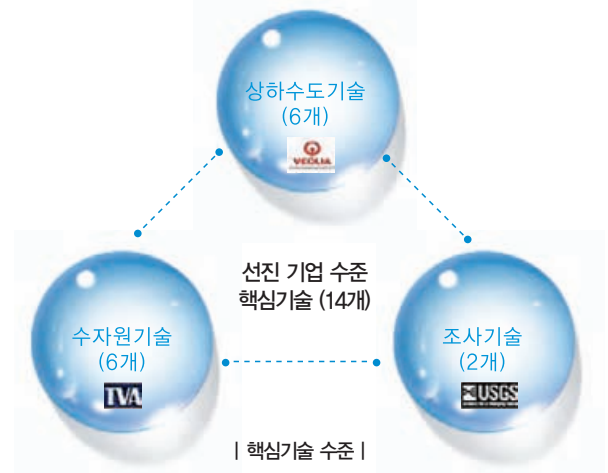 상하수도기술
(6개)
VEOLIA
선진 기업 수준
핵심기술 (14개)
수자원기술
(6개)
TVA
조사기술
(2개)
USGS
| 핵심기술 수준 |